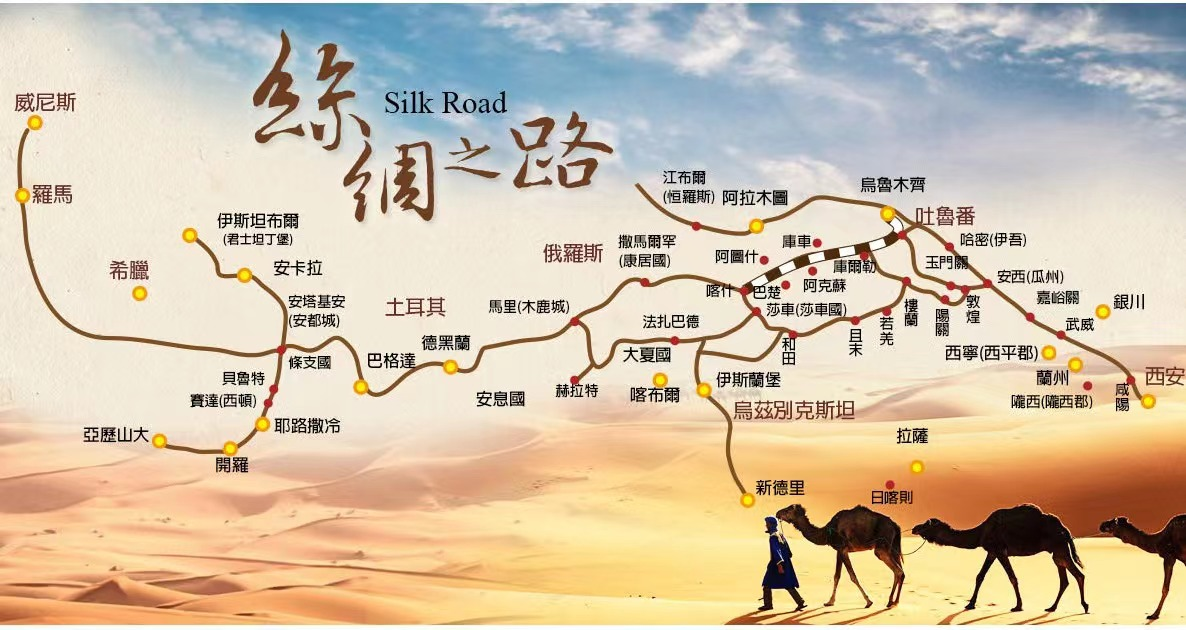 絲綢之路
Silk Road
威尼斯
羅馬
希臘
伊斯坦布爾
(君士坦丁堡)
安卡拉
安塔基安
(安都城)
條支國
貝魯特
賽達(西頓)
耶路撒冷
開羅
亞歷山大
土耳其
巴格達
德黑蘭
安息國
馬里(木鹿城)
赫拉特
俄羅斯
撒馬爾罕
(康居國)
法扎巴德
大夏國
喀布爾
伊斯蘭堡
烏茲別克斯坦
新德里
江布爾
(恒羅斯)
阿拉木圖
烏魯木齊
吐魯番
哈密(伊吾)
玉門關
安西(瓜州)
庫車
庫爾勒
阿圖什
阿克蘇
喀什
巴楚
莎車(莎車國)
和田
且末
若羌
樓蘭
陽關
敦煌
嘉峪關
武威
銀川
西寧(西平郡)
蘭州
隴西(隴西郡)
咸陽
西安
拉薩
日喀則